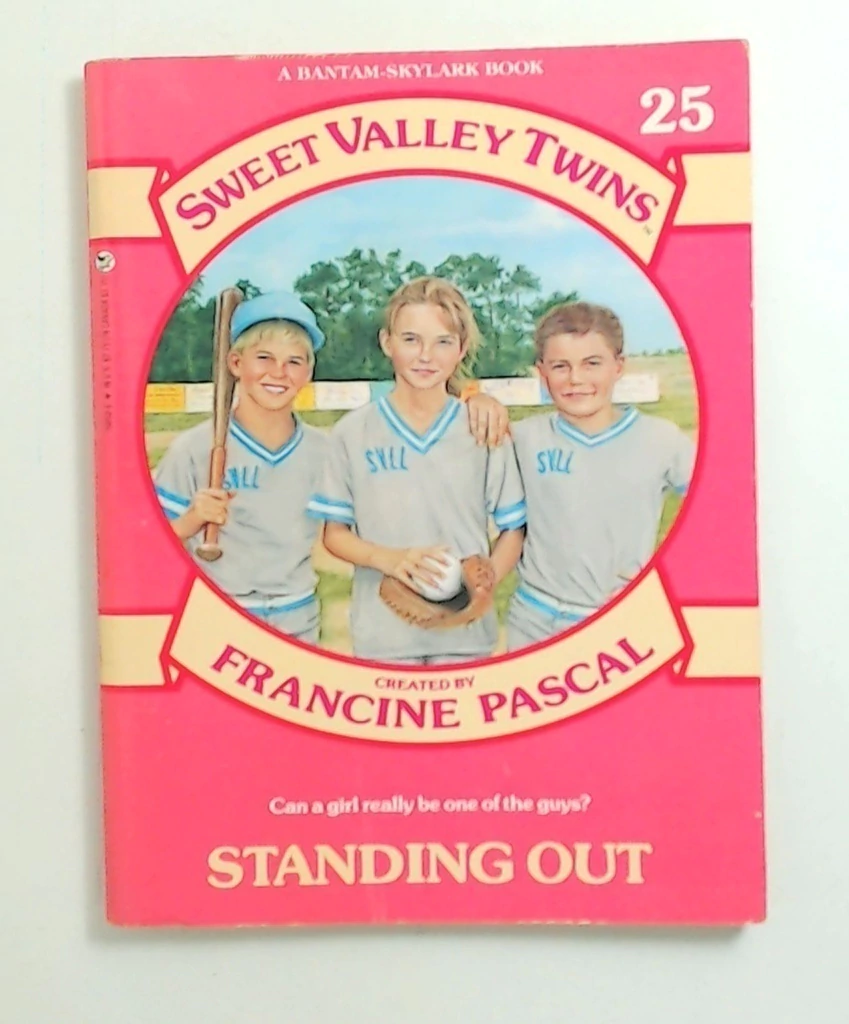 A BANTAM-SKYLARK BOOK
25
SWEET VALLEY TWINS™
SVLL
SVLL
SVLL
CREATED BY
FRANCINE PASCAL
Can a girl really be one of the guys?
STANDING OUT